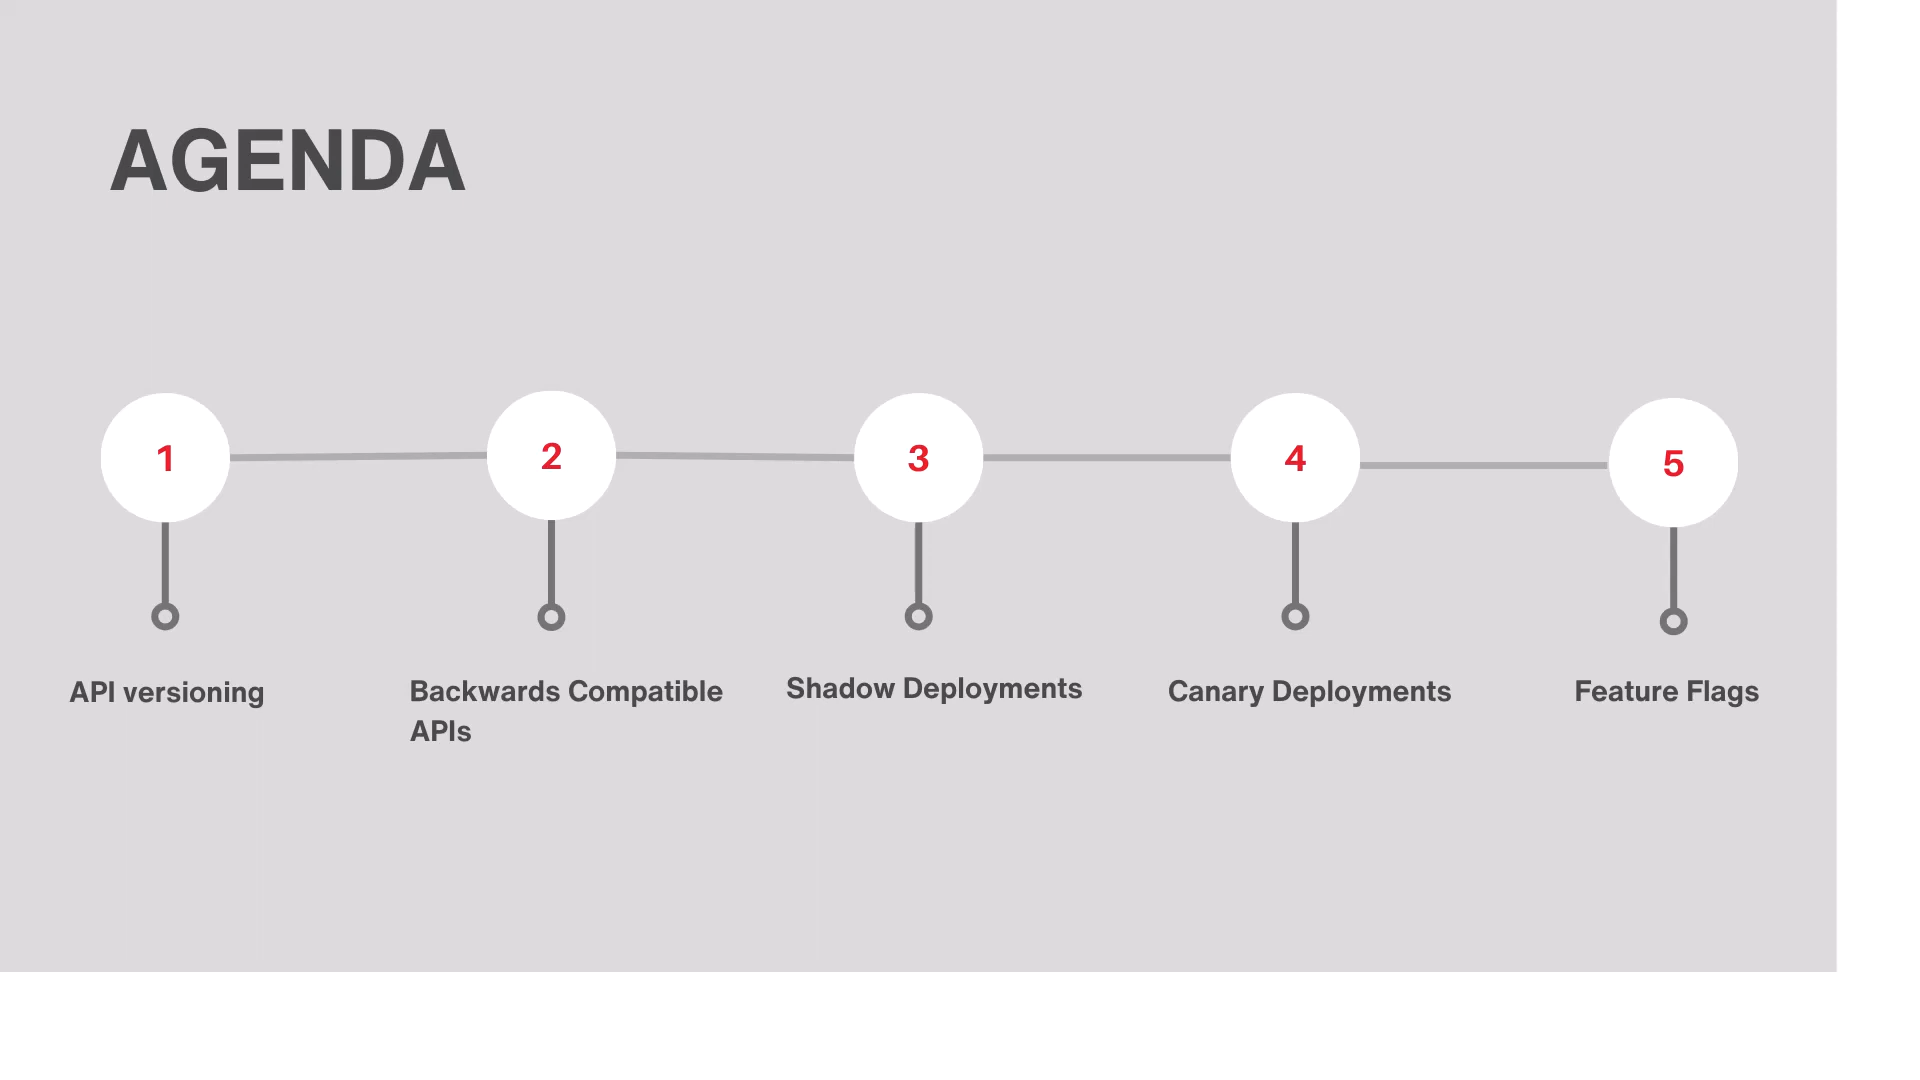 AGENDA
1
2
3
4
5
API versioning
Backwards Compatible
APIs
Shadow Deployments
Canary Deployments
Feature Flags